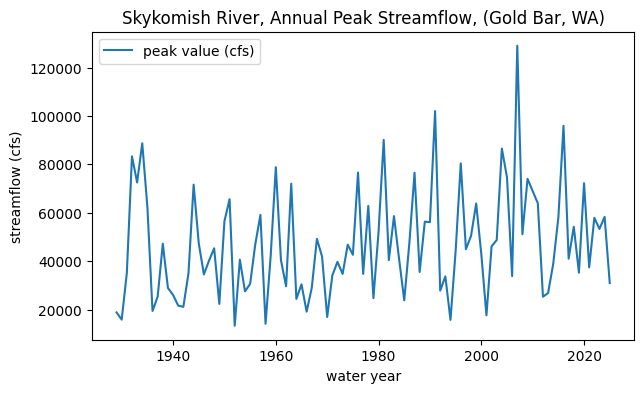 Skykomish River, Annual Peak Streamflow, (Gold Bar, WA)
peak value (cfs)
streamflow (cfs)
120000
100000
80000
60000
40000
20000
1940 1960 1980 2000 2020
water year